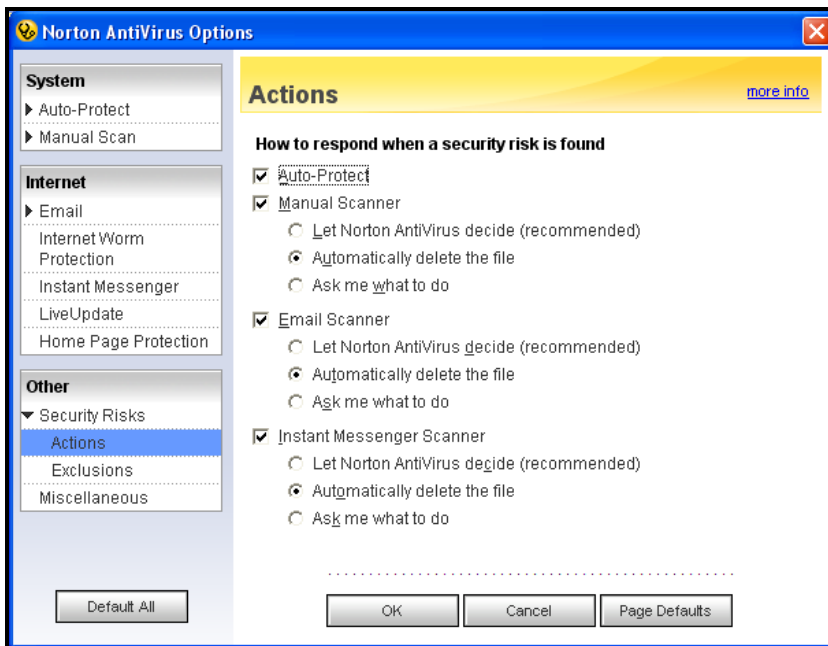 Norton AntiVirus Options
System
Auto-Protect
Manual Scan
Internet
Email
Internet Worm
Protection
Instant Messenger
LiveUpdate
Home Page Protection
Other
Security Risks
Actions
Exclusions
Miscellaneous
Default All
Actions
more info
How to respond when a security risk is found
Auto-Protect
Manual Scanner
Let Norton AntiVirus decide (recommended)
Automatically delete the file
Ask me what to do
Email Scanner
Let Norton AntiVirus decide (recommended)
Automatically delete the file
Ask me what to do
Instant Messenger Scanner
Let Norton AntiVirus decide (recommended)
Automatically delete the file
Ask me what to do
OK
Cancel
Page Defaults